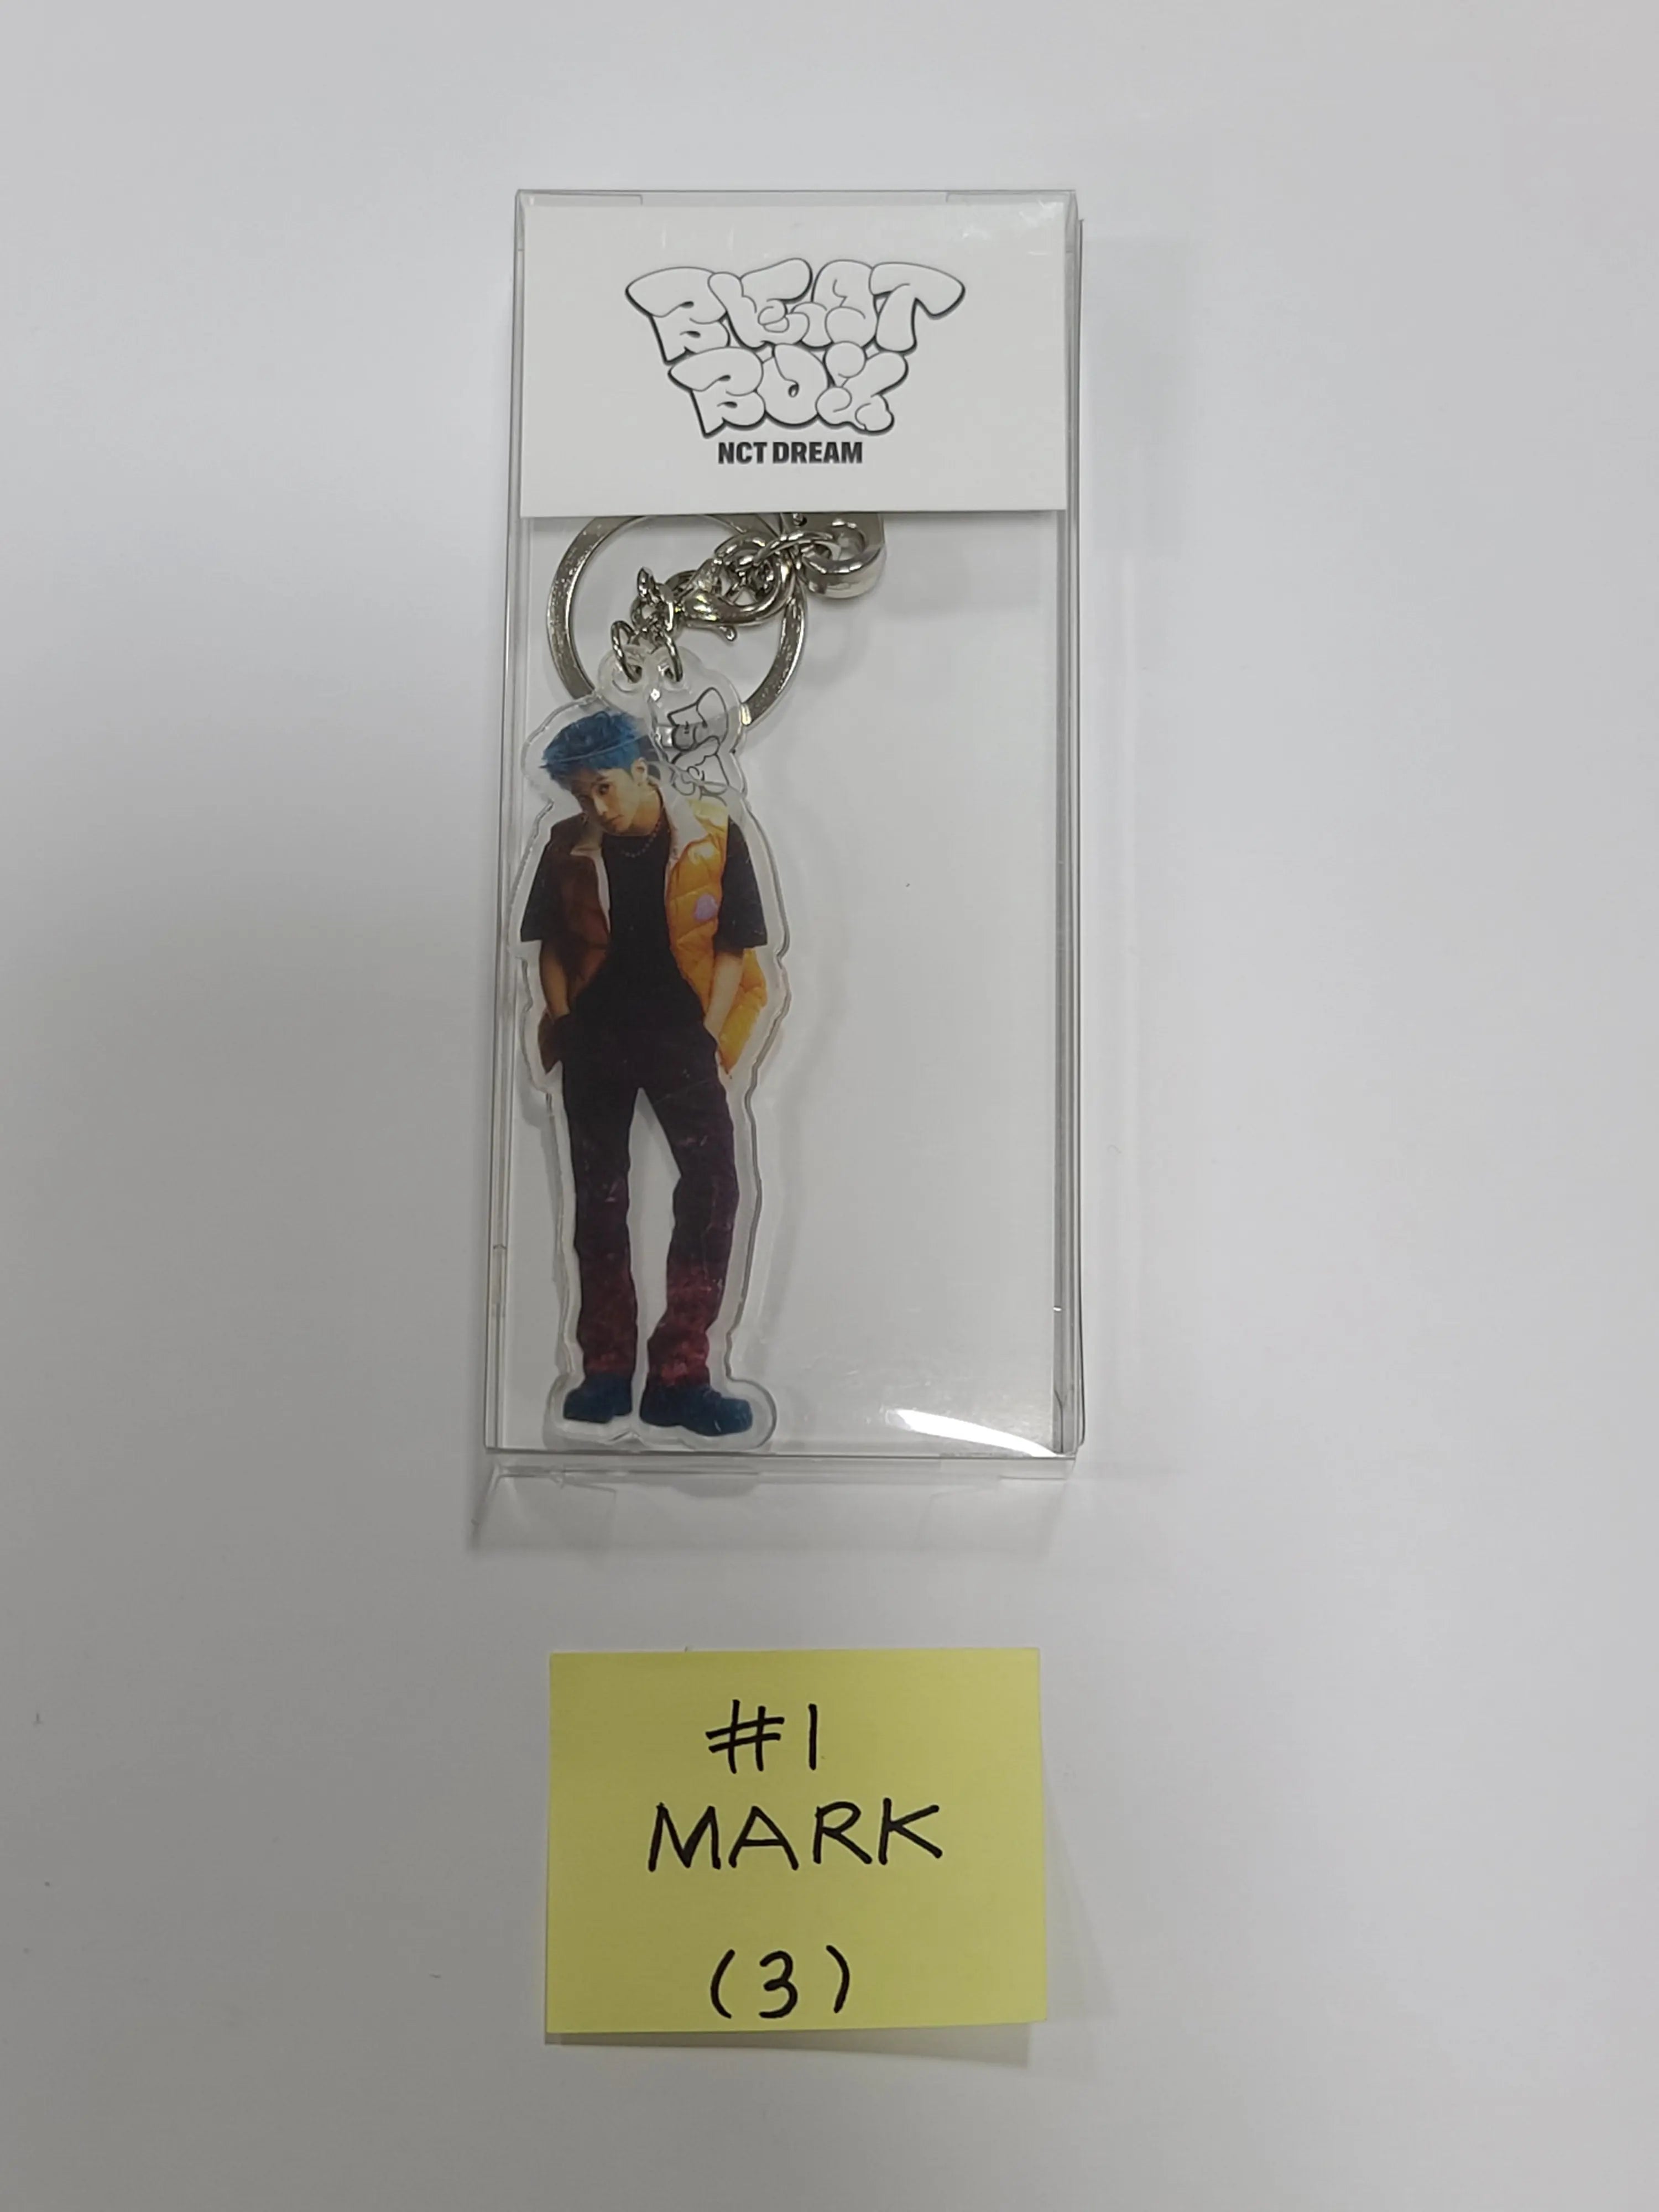 BEAT
BOX
NCT DREAM
#1
MARK
(3)